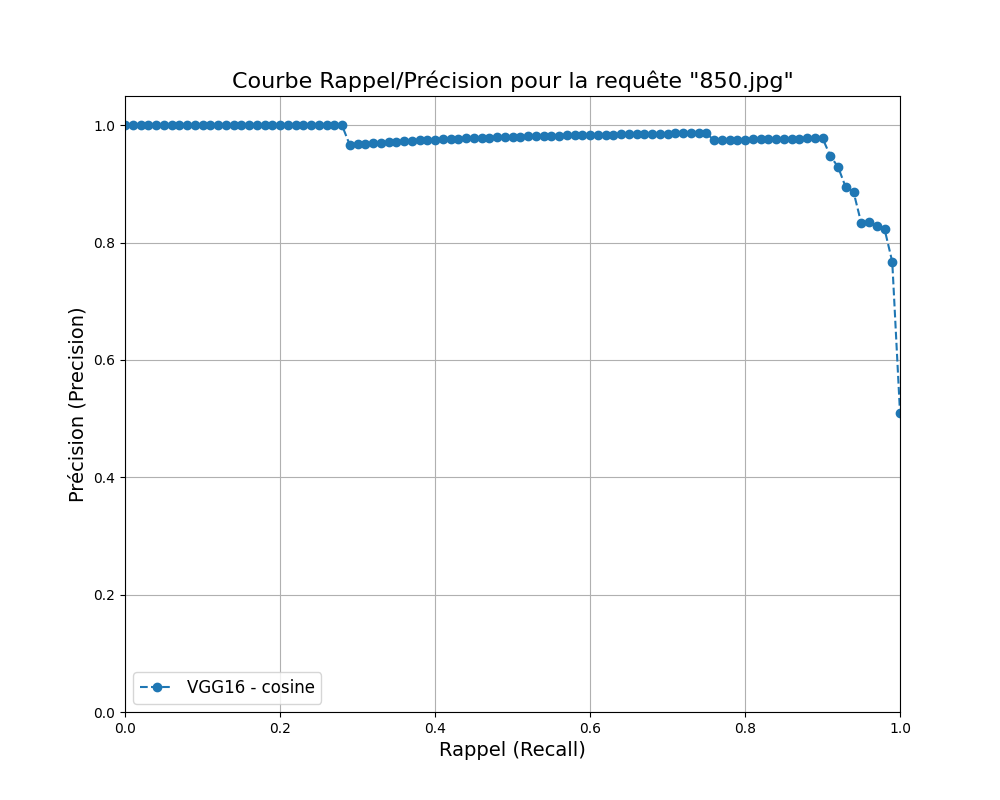 Courbe Rappel/Précision pour la requête "850.jpg"
1.0
0.8
0.6
0.4
0.2
0.0
Précision (Precision)
VGG16 - cosine
0.0 0.2 0.4 0.6 0.8 1.0
Rappel (Recall)